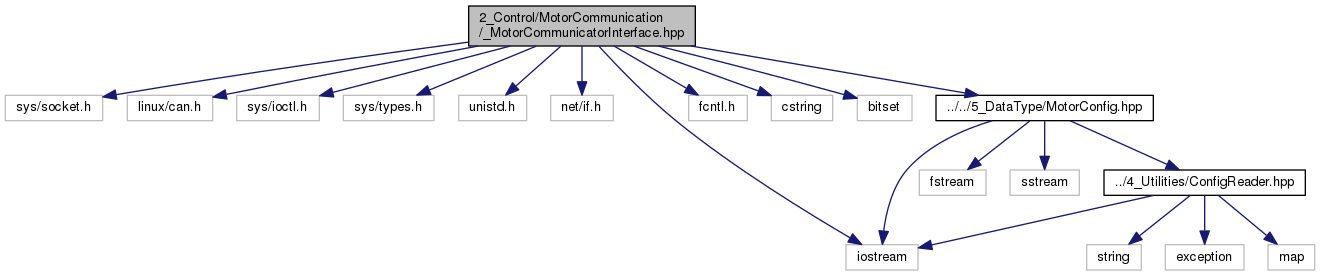 2_Control/MotorCommunication
/_MotorCommunicatorInterface.hpp
sys/socket.h
linux/can.h
sys/ioctl.h
sys/types.h
unistd.h
net/if.h
fcntl.h
cstring
bitset
../../5_DataType/MotorConfig.hpp
fstream
sstream
../4_Utilities/ConfigReader.hpp
iostream
string
exception
map